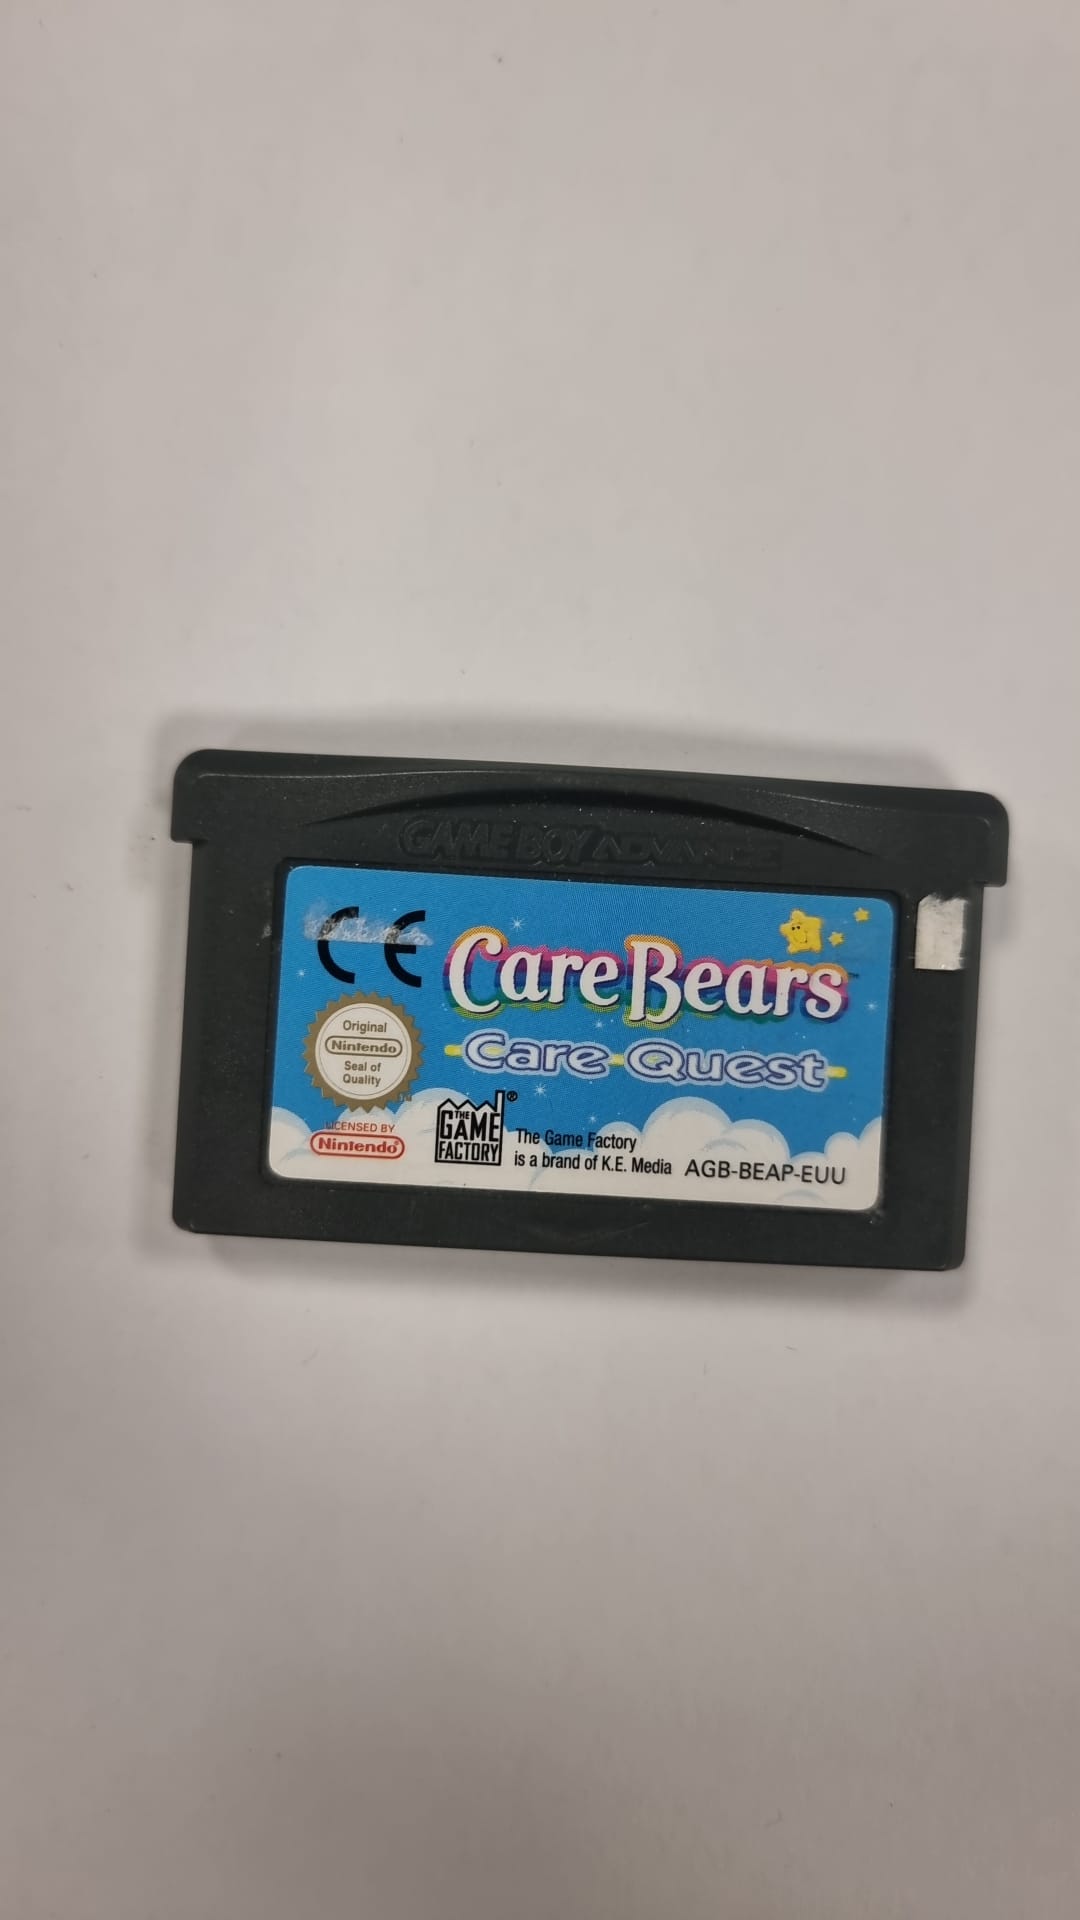 GAME BOY ADVANCE
CE
Care Bears™
Care Quest
Original
Nintendo
Seal of
Quality
LICENSED BY
Nintendo®
THE
GAME
FACTORY®
The Game Factory
is a brand of K.E. Media
AGB-BEAP-EUU